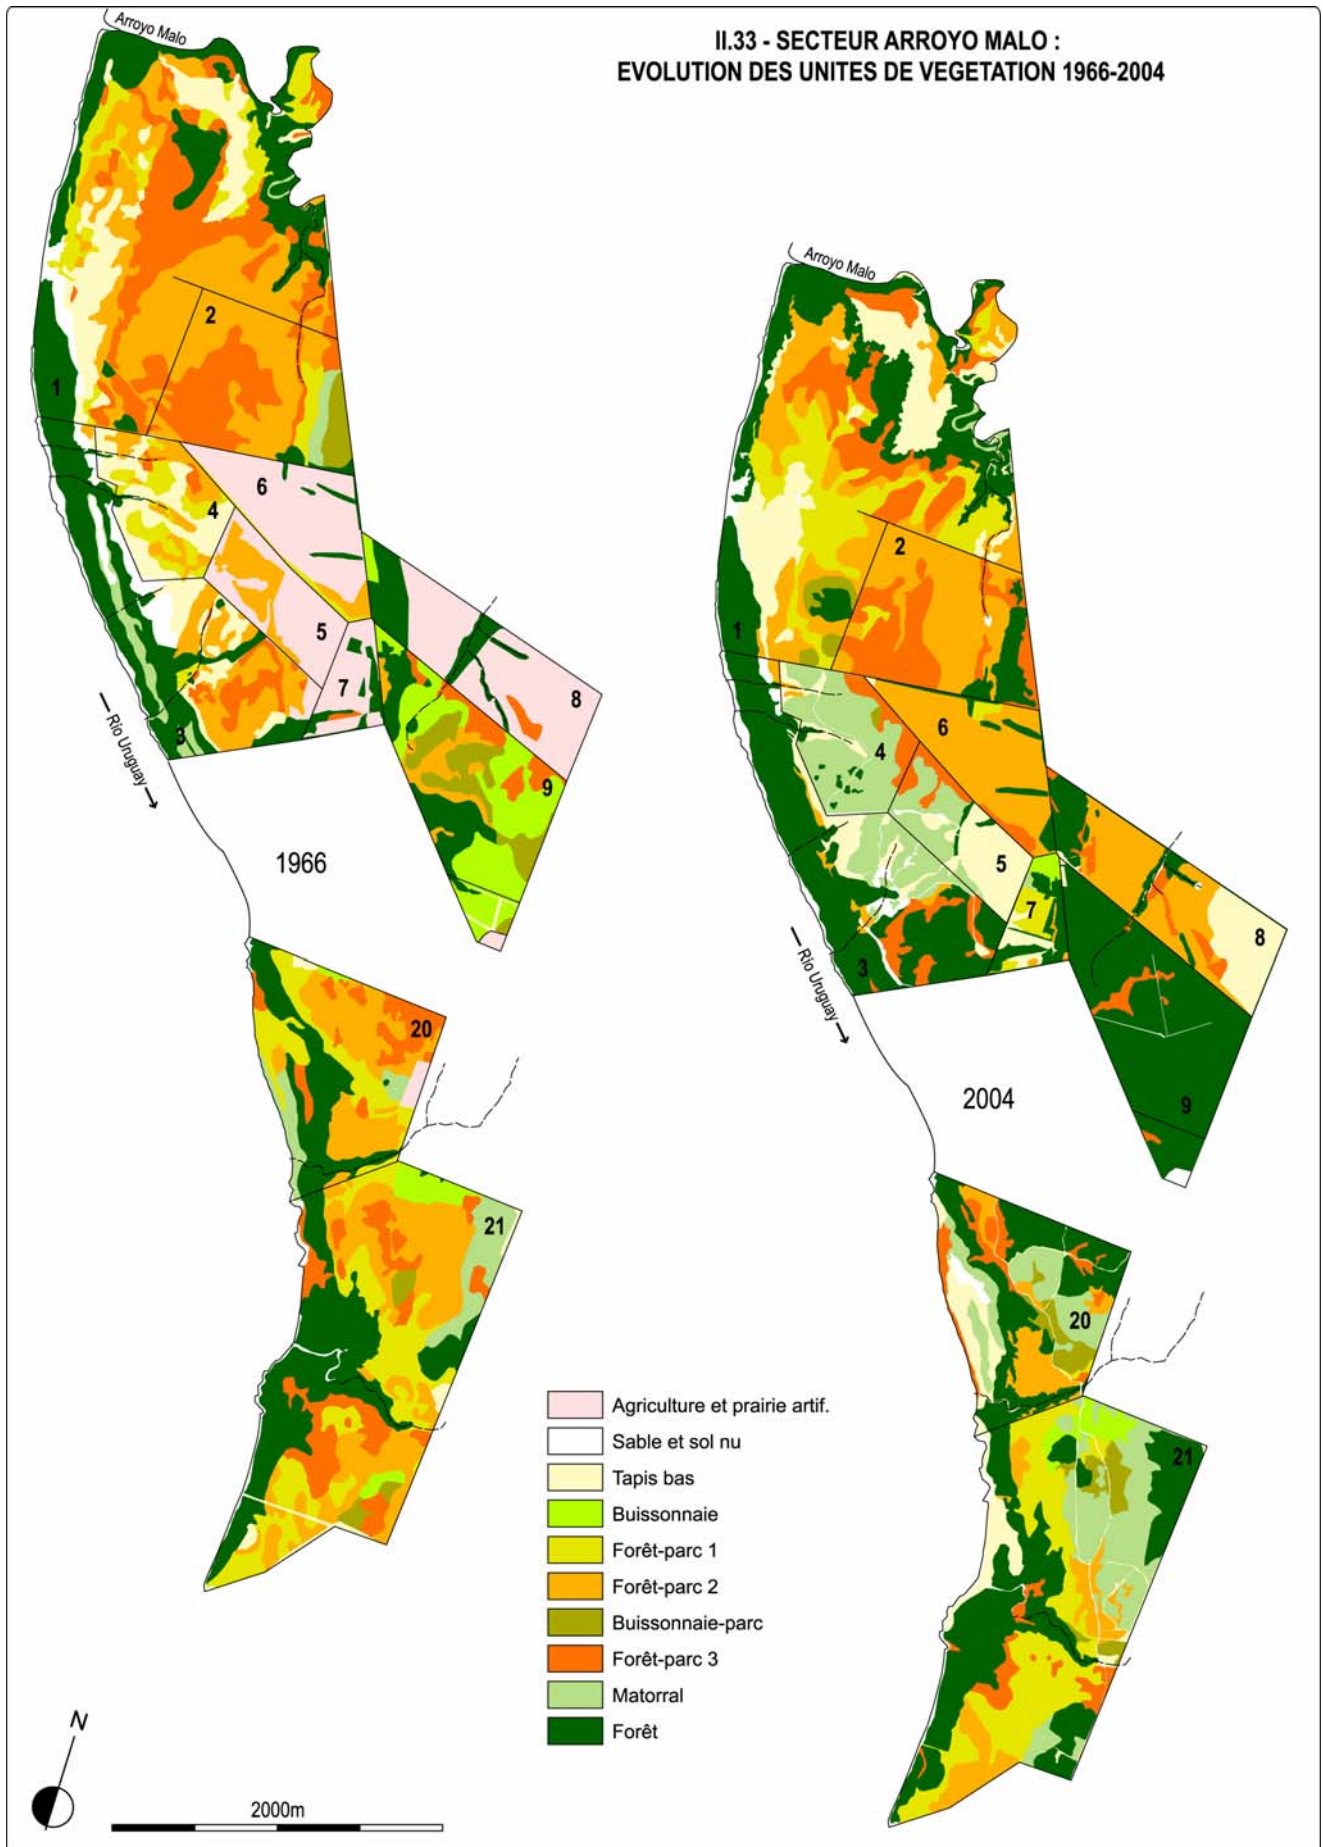 II.33 - SECTEUR ARROYO MALO :
EVOLUTION DES UNITES DE VEGETATION 1966-2004
Arroyo Malo
2
1
6
4
5
7
8
3
9
Río Uruguay
1966
20
21
Arroyo Malo
2
1
6
4
5
7
8
3
9
Río Uruguay
2004
20
21
Agriculture et prairie artif.
Sable et sol nu
Tapis bas
Buissonnaie
Forêt-parc 1
Forêt-parc 2
Buissonnaie-parc
Forêt-parc 3
Matorral
Forêt
N
2000m